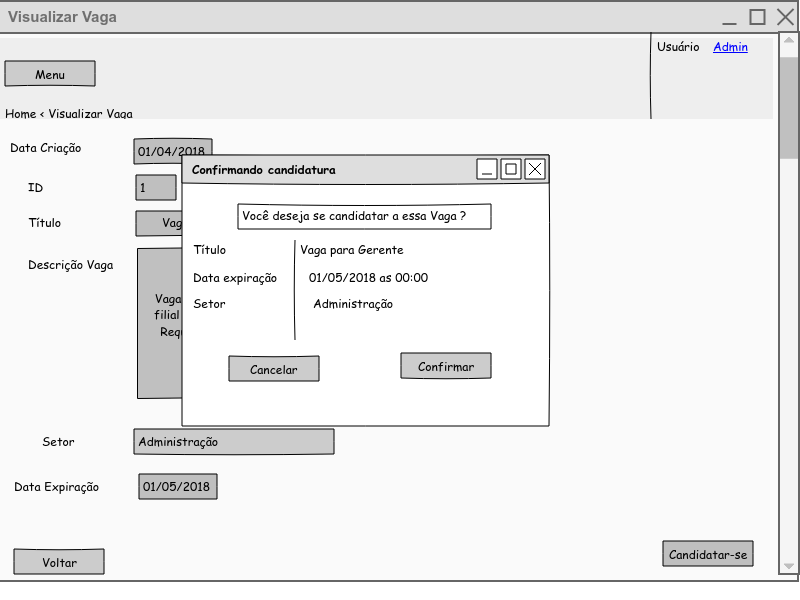 Visualizar Vaga
Usuário Admin
Menu
Home < Visualizar Vaga
Data Criação 01/04/2018
Confirmando candidatura
ID 1
Você deseja se candidatar a essa Vaga ?
Título Vag
Título Vaga para Gerente
Descrição Vaga
Data expiração 01/05/2018 as 00:00
Setor Administração
Vaga
filial
Req
Cancelar Confirmar
Setor Administração
Data Expiração 01/05/2018
Candidatar-se
Voltar